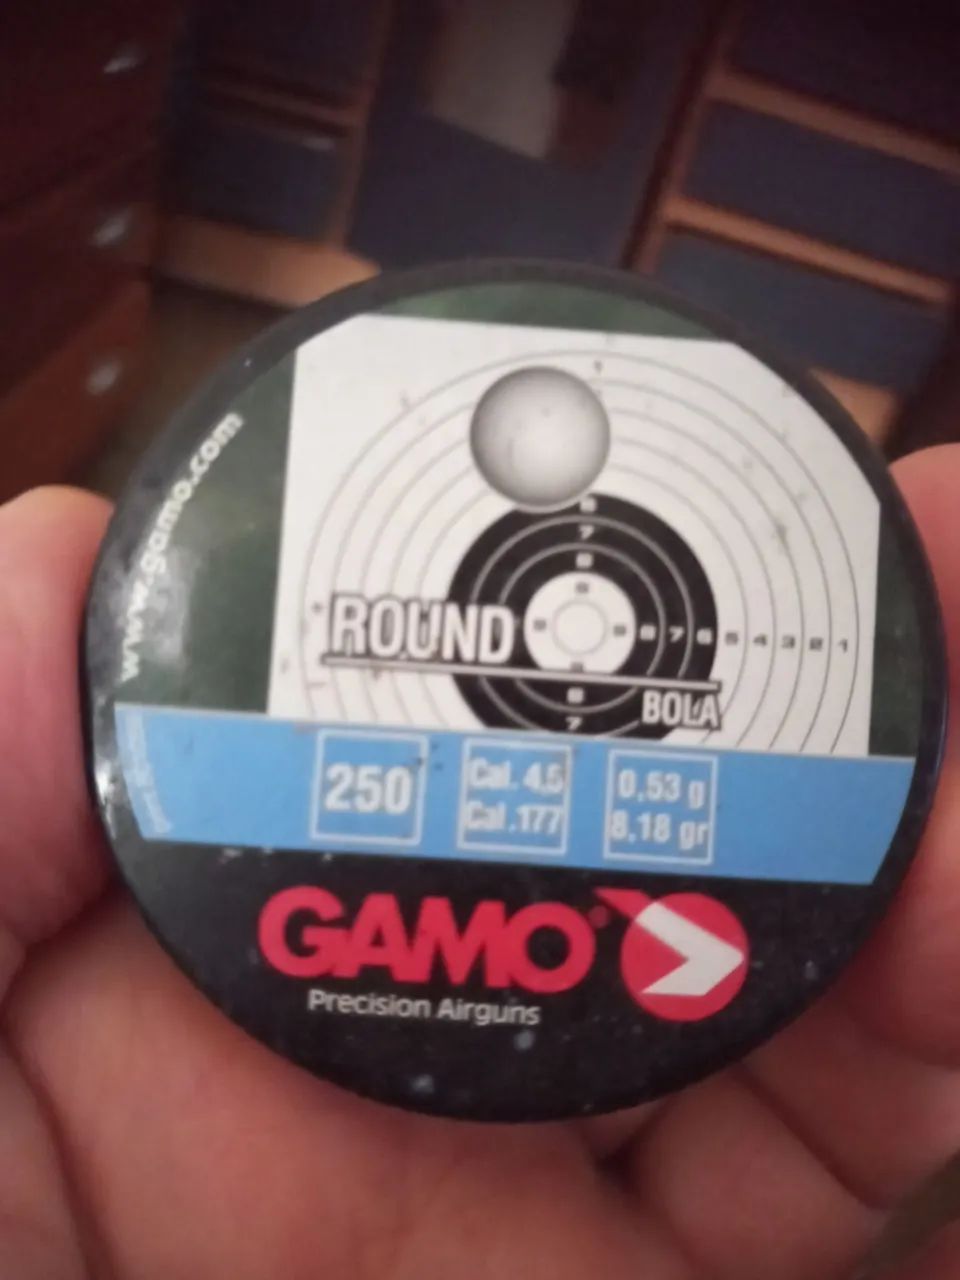 www.gamo.com
ROUND
BOLA
250
Cal. 4,5
Cal .177
0,53 g
8,18 gr
GAMO
Precision Airguns